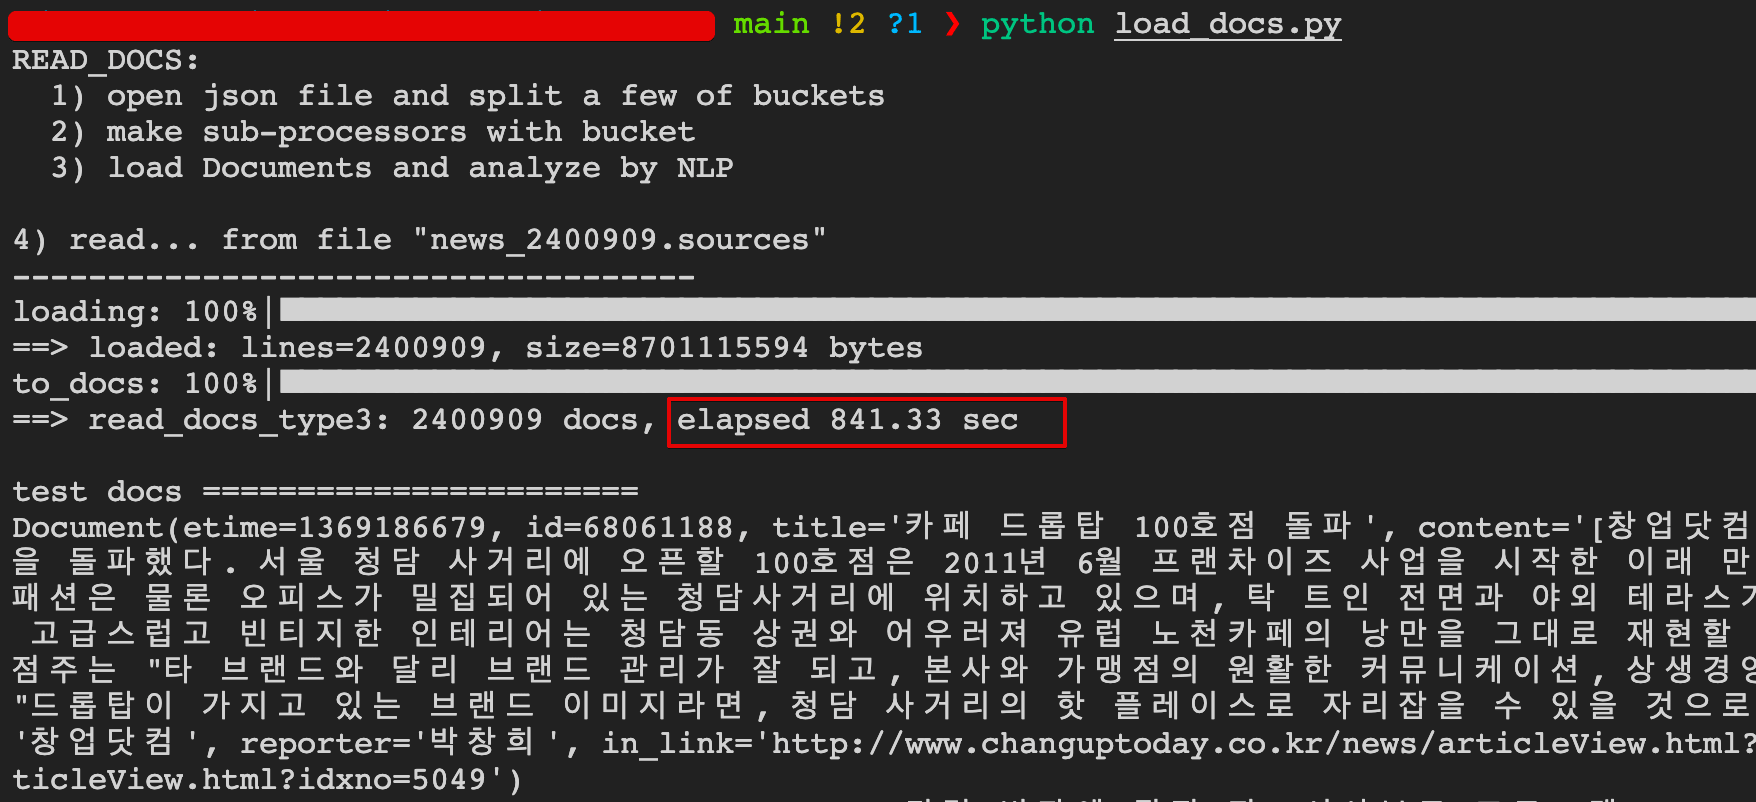 main !2 ?1 ❯ python load_docs.py
READ_DOCS:
1) open json file and split a few of buckets
2) make sub-processors with bucket
3) load Documents and analyze by NLP
4) read... from file "news_2400909.sources"
------------------------------------
loading: 100%|
==> loaded: lines=2400909, size=8701115594 bytes
to_docs: 100%|
==> read_docs_type3: 2400909 docs, elapsed 841.33 sec
test docs =======================
Document(etime=1369186679, id=68061188, title='카페 드롭탑 100호점 돌파', content='[창업닷컴
을 돌파했다. 서울 청담 사거리에 오픈할 100호점은 2011년 6월 프랜차이즈 사업을 시작한 이래 만
패션은 물론 오피스가 밀집되어 있는 청담사거리에 위치하고 있으며, 탁 트인 전면과 야외 테라스가
고급스럽고 빈티지한 인테리어는 청담동 상권과 어우러져 유럽 노천카페의 낭만을 그대로 재현할
점주는 "타 브랜드와 달리 브랜드 관리가 잘 되고, 본사와 가맹점의 원활한 커뮤니케이션, 상생경영
"드롭탑이 가지고 있는 브랜드 이미지라면, 청담 사거리의 핫 플레이스로 자리잡을 수 있을 것으로
'창업닷컴', reporter='박창희', in_link='http://www.changuptoday.co.kr/news/articleView.html?
ticleView.html?idxno=5049')